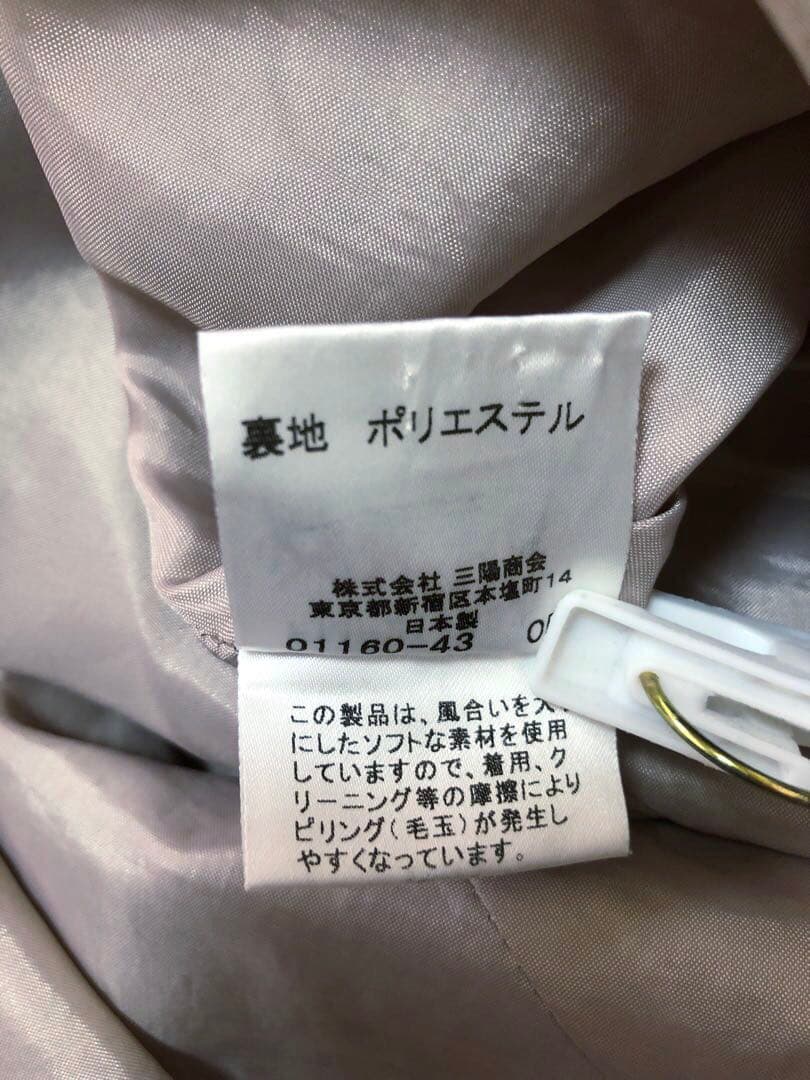 裏地 ポリエステル
株式会社 三陽商会
東京都新宿区本塩町14
日本製
01160-43
この製品は、風合いを大
にしたソフトな素材を使用
していますので、着用、ク
リーニング等の摩擦により
ピリング(毛玉)が発生し
やすくなっています。